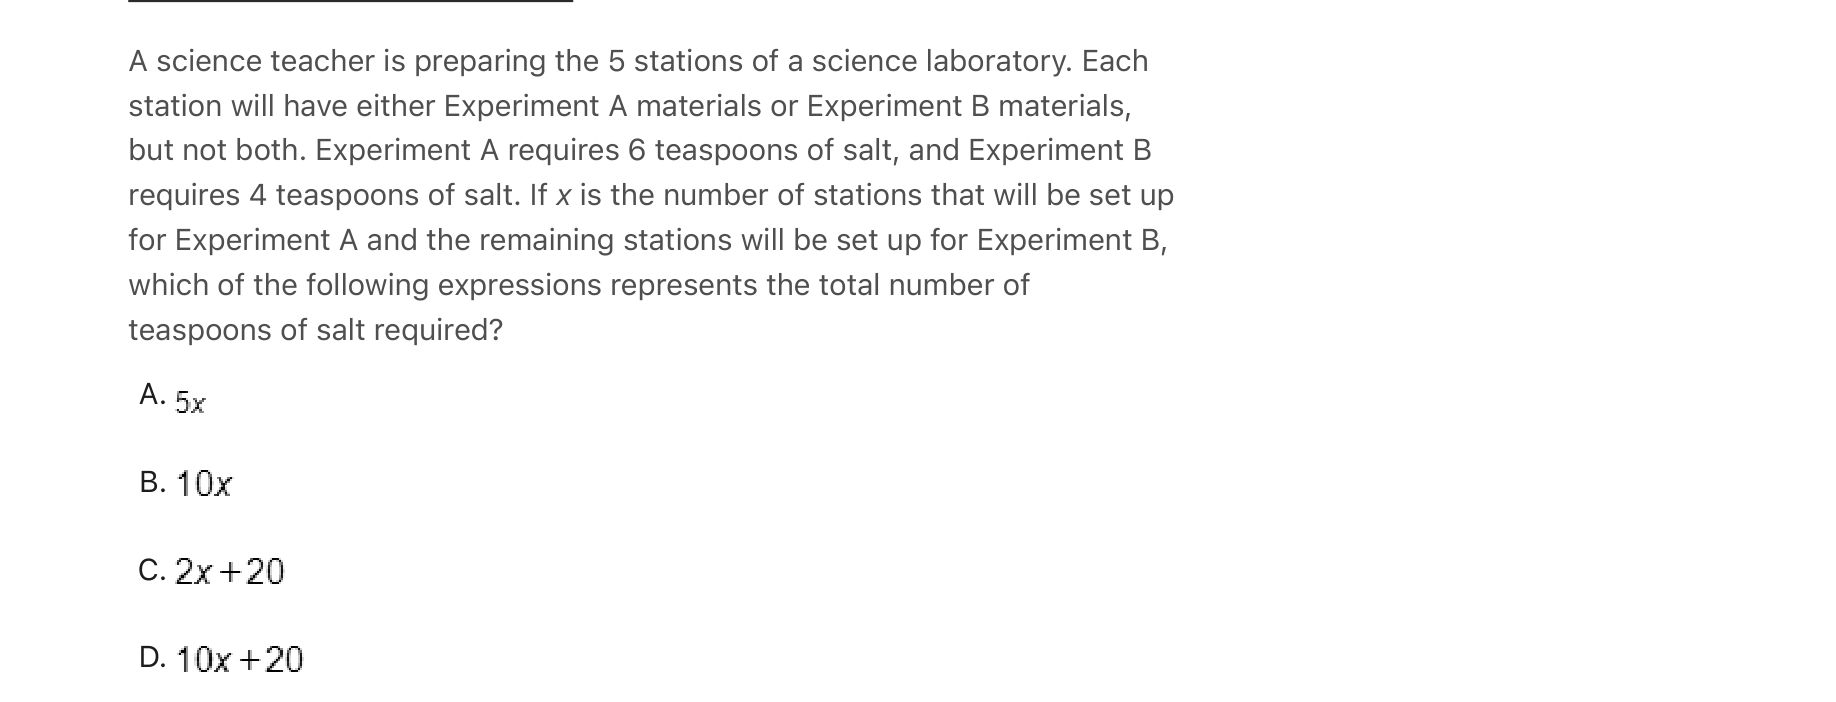 A science teacher is preparing the 5 stations of a science laboratory. Each
station will have either Experiment A materials or Experiment B materials,
but not both. Experiment A requires 6 teaspoons of salt, and Experiment B
requires 4 teaspoons of salt. If x is the number of stations that will be set up
for Experiment A and the remaining stations will be set up for Experiment B,
which of the following expressions represents the total number of
teaspoons of salt required?
A. 5x
B. 10x
C. 2x+20
D. 10x+20